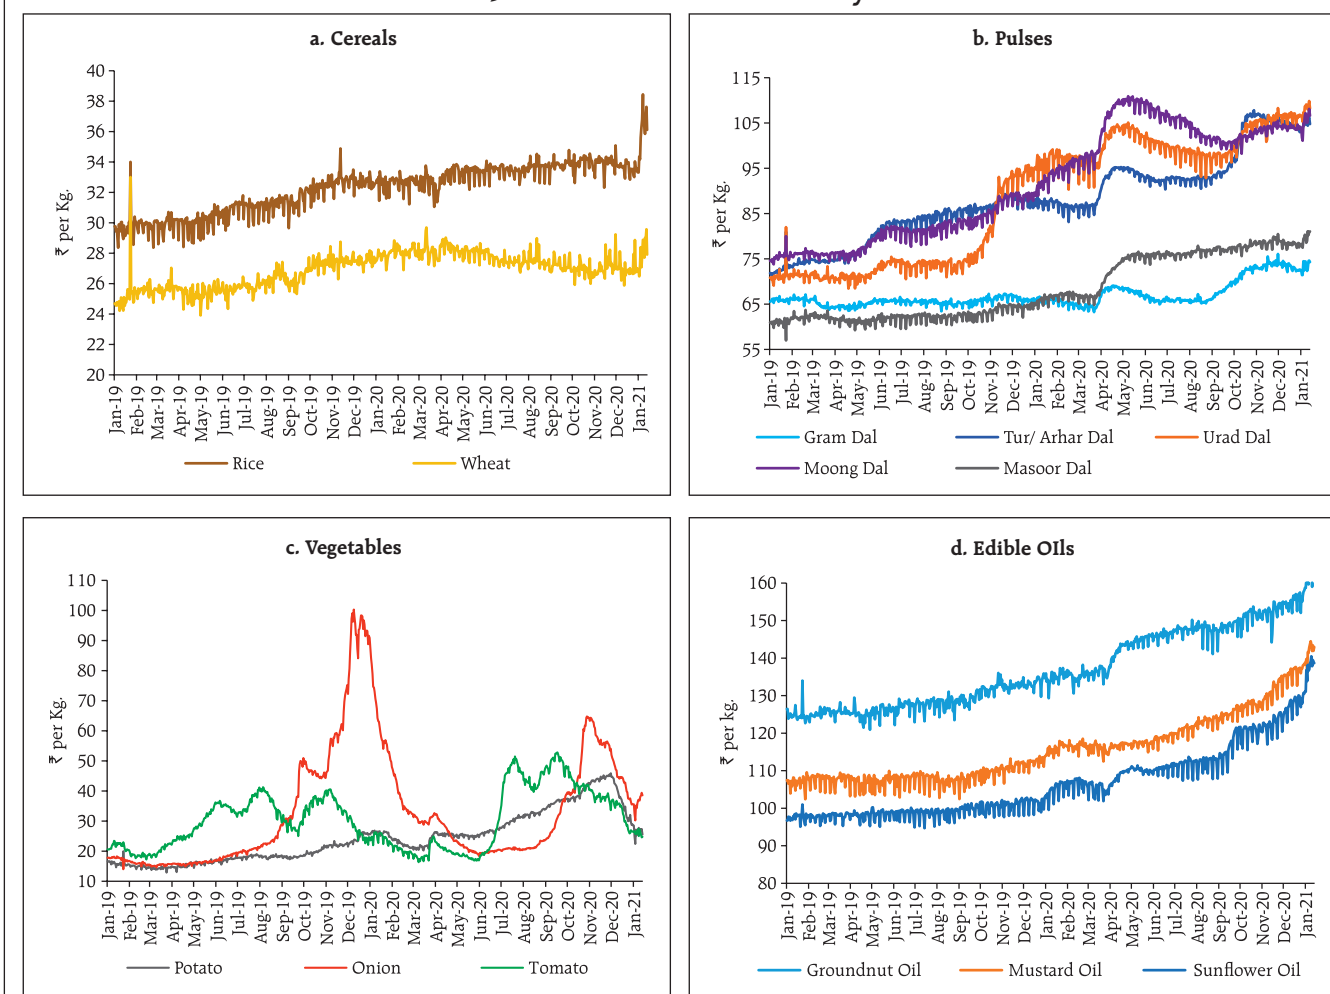 a. Cereals
40
38
36
34
32
30
28
26
24
22
20
₹ per Kg.
Jan-19 Feb-19 Mar-19 Apr-19 May-19 Jun-19 Jul-19 Aug-19 Sep-19 Oct-19 Nov-19 Dec-19 Jan-20 Feb-20 Mar-20 Apr-20 May-20 Jun-20 Jul-20 Aug-20 Sep-20 Oct-20 Nov-20 Dec-20 Jan-21
Rice Wheat
b. Pulses
115
105
95
85
75
65
55
₹ per Kg.
Jan-19 Feb-19 Mar-19 Apr-19 May-19 Jun-19 Jul-19 Aug-19 Sep-19 Oct-19 Nov-19 Dec-19 Jan-20 Feb-20 Mar-20 Apr-20 May-20 Jun-20 Jul-20 Aug-20 Sep-20 Oct-20 Nov-20 Dec-20 Jan-21
Gram Dal Tur/ Arhar Dal Urad Dal
Moong Dal Masoor Dal
c. Vegetables
110
100
90
80
70
60
50
40
30
20
10
₹ per Kg.
Jan-19 Feb-19 Mar-19 Apr-19 May-19 Jun-19 Jul-19 Aug-19 Sep-19 Oct-19 Nov-19 Dec-19 Jan-20 Feb-20 Mar-20 Apr-20 May-20 Jun-20 Jul-20 Aug-20 Sep-20 Oct-20 Nov-20 Dec-20 Jan-21
Potato Onion Tomato
d. Edible OIls
160
150
140
130
120
110
100
90
80
₹ per kg.
Jan-19 Feb-19 Mar-19 Apr-19 May-19 Jun-19 Jul-19 Aug-19 Sep-19 Oct-19 Nov-19 Dec-19 Jan-20 Feb-20 Mar-20 Apr-20 May-20 Jun-20 Jul-20 Aug-20 Sep-20 Oct-20 Nov-20 Dec-20 Jan-21
Groundnut Oil Mustard Oil Sunflower Oil